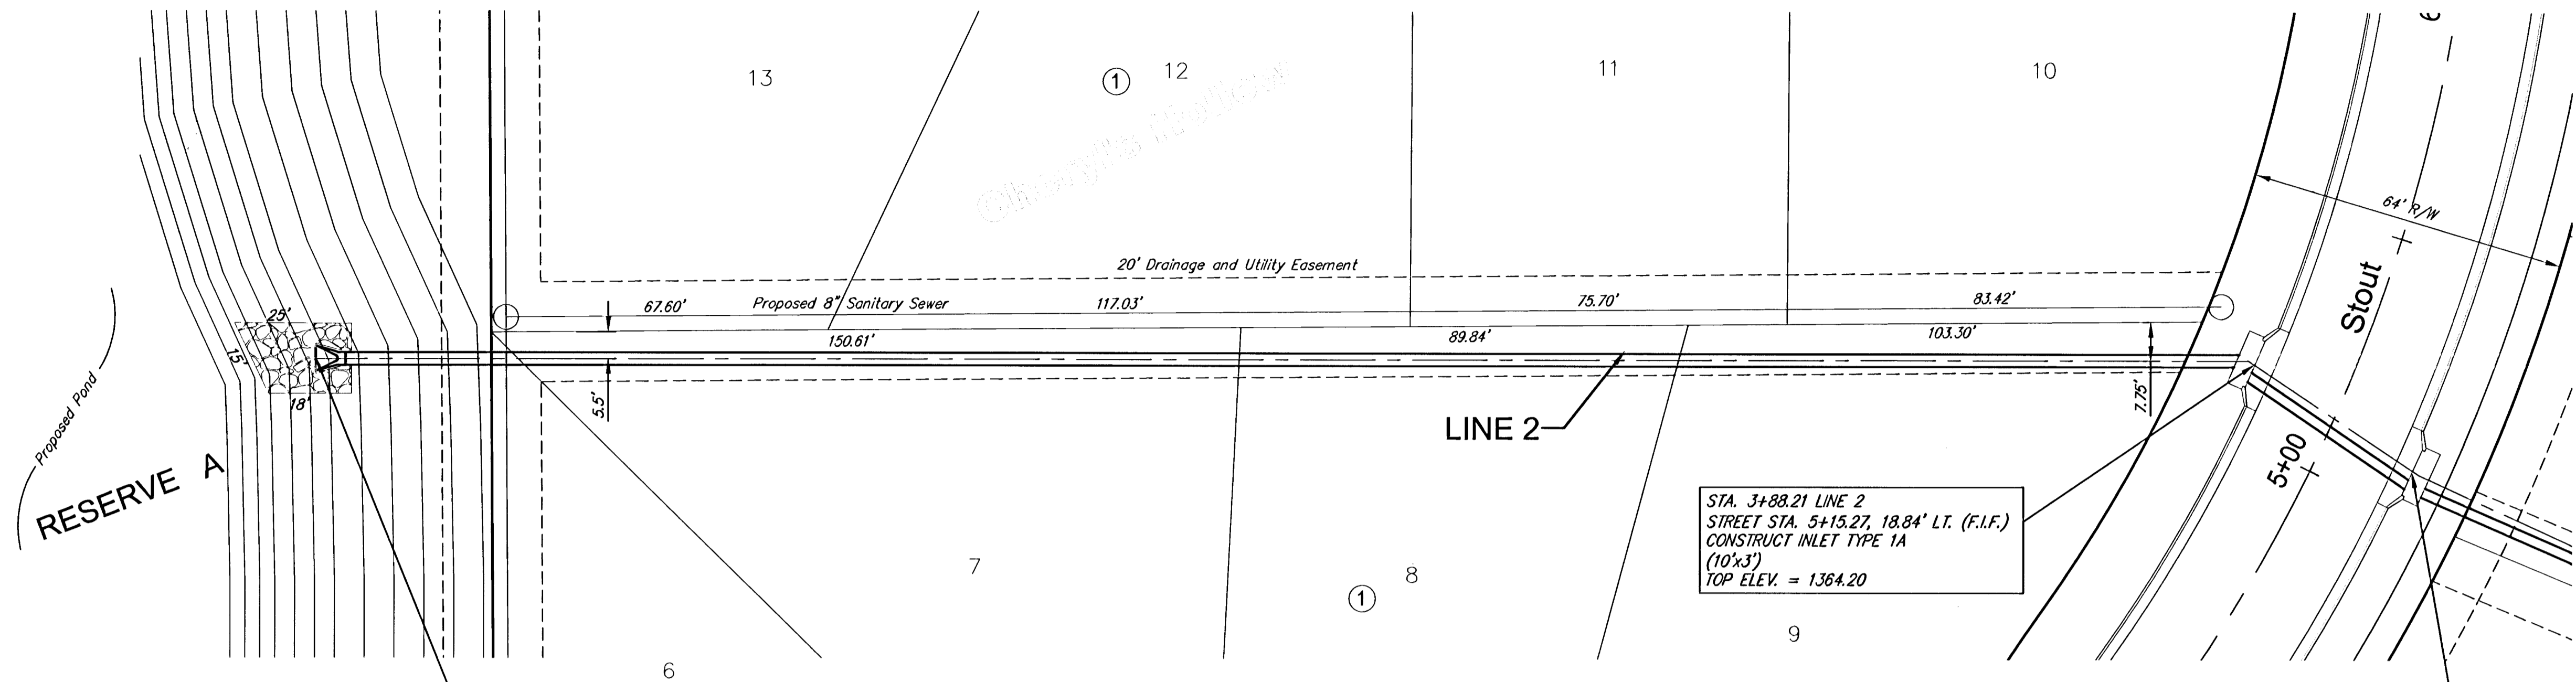 13
① 12
11
10
Cheryl's Hollow
64' R/W
20' Drainage and Utility Easement
67.60'
Proposed 8" Sanitary Sewer
117.03'
75.70'
83.42'
Stout
25'
15'
18'
150.61'
89.84'
103.30'
5.5'
7.75'
Proposed Pond
RESERVE A
LINE 2
5+00
STA. 3+88.21 LINE 2
STREET STA. 5+15.27, 18.84' LT. (F.I.F.)
CONSTRUCT INLET TYPE 1A
(10'x3')
TOP ELEV. = 1364.20
7
8
①
9
6